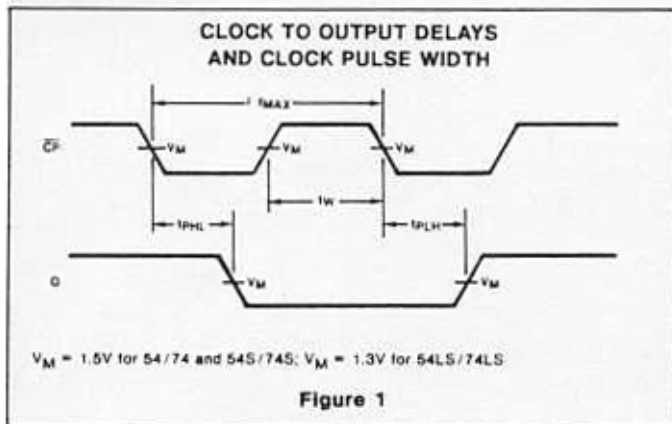 CLOCK TO OUTPUT DELAYS
AND CLOCK PULSE WIDTH
fMAX
CP VM VM VM
tW
tPHL tPLH
VM VM
VM = 1.5V for 54/74 and 54S/74S; VM = 1.3V for 54LS/74LS
Figure 1